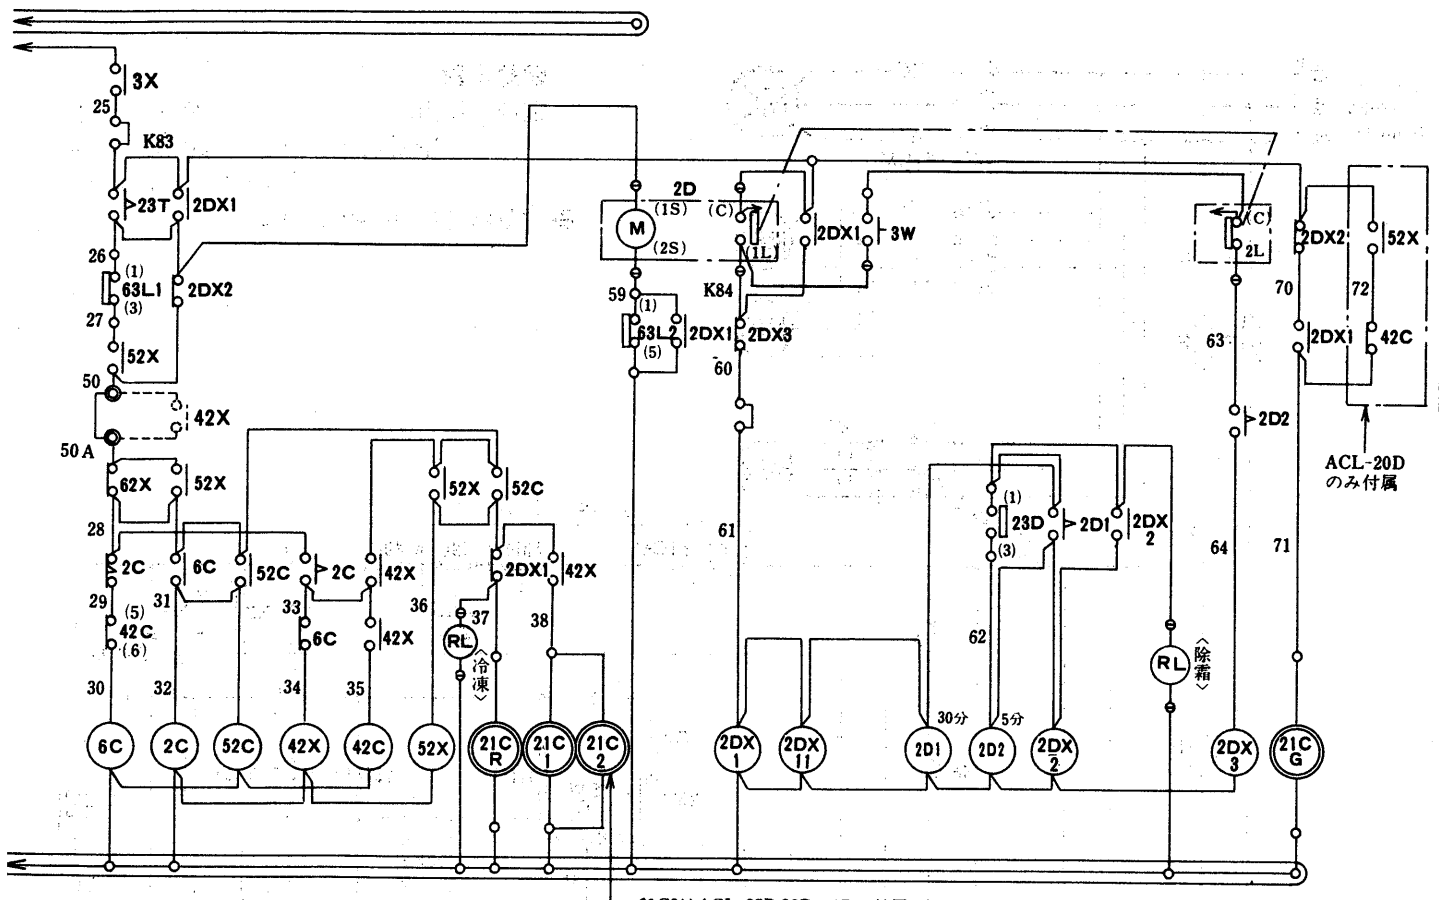 3X
25
K83
23T
2DX1
26
(1)
63L1
(3)
2DX2
27
52X
50
42X
50A
62X
52X
28
2C
6C
52C
2C
42X
29
(5)
42C
(6)
31
33
6C
42X
30
32
34
35
36
52X
52C
2DX1
42X
37
38
RL
〈冷凍〉
6C
2C
52C
42X
42C
52X
21C
R
21C
1
21C
2
2D
(1S)
M
(2S)
(C)
(1L)
2DX1
3W
59
(1)
63L2
(5)
2DX1
K84
2DX3
60
61
(1)
23D
(3)
2D1
2DX
2
62
RL
〈除霜〉
30分
5分
2DX
1
2DX
11
2D1
2D2
2DX
2
2DX
3
21C
G
(C)
2L
63
2D2
64
2DX2
52X
70
72
2DX1
42C
71
ACL-20D
のみ付属